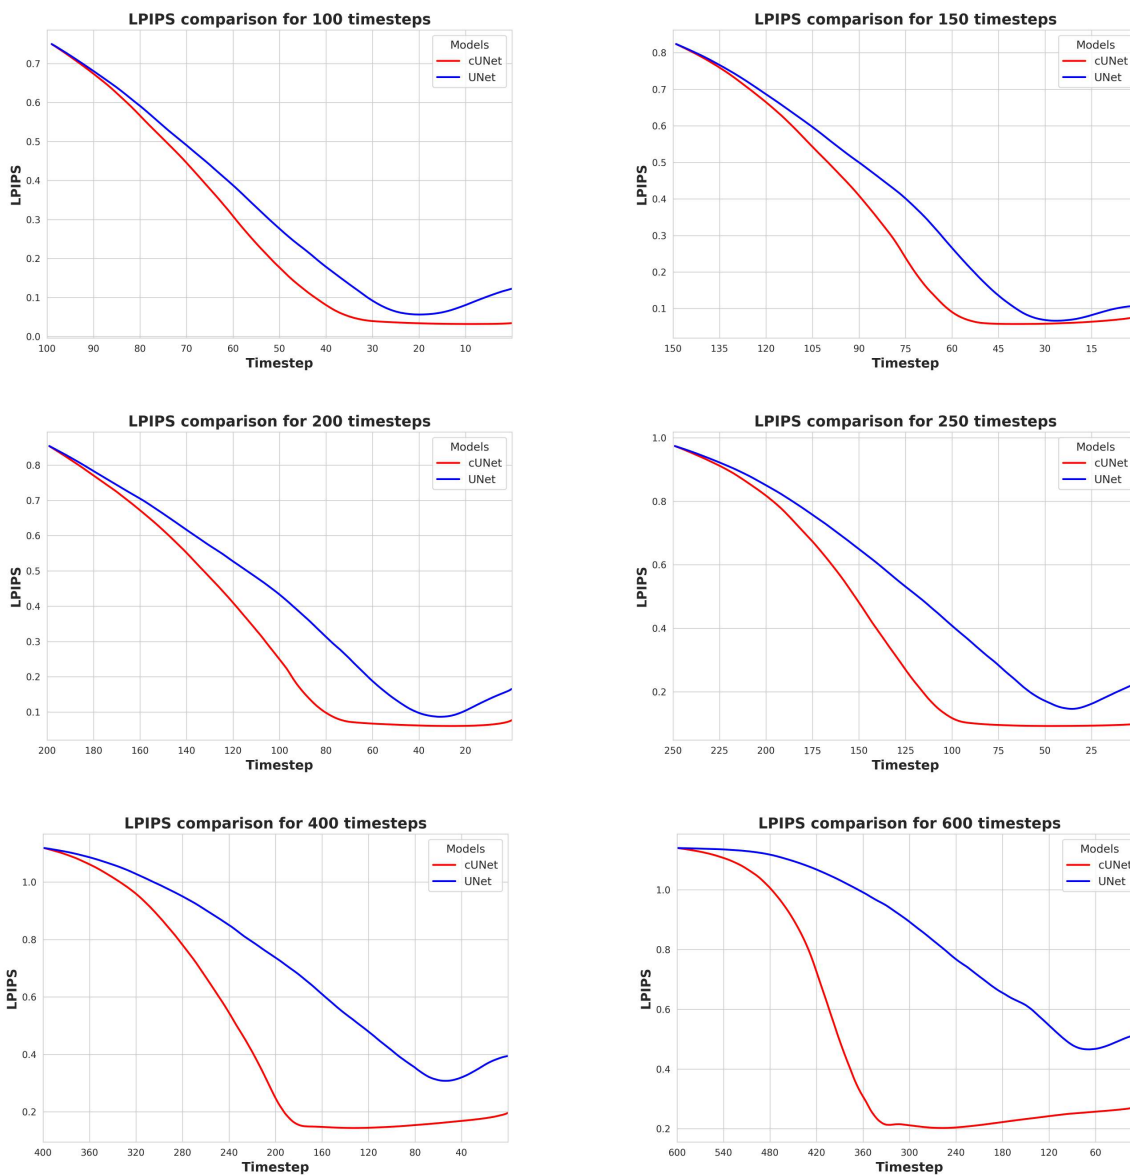 LPIPS comparison for 100 timesteps
Models
cUNet
UNet
LPIPS
0.7
0.6
0.5
0.4
0.3
0.2
0.1
0.0
100 90 80 70 60 50 40 30 20 10
Timestep
LPIPS comparison for 150 timesteps
Models
cUNet
UNet
LPIPS
0.8
0.7
0.6
0.5
0.4
0.3
0.2
0.1
150 135 120 105 90 75 60 45 30 15
Timestep
LPIPS comparison for 200 timesteps
Models
cUNet
UNet
LPIPS
0.8
0.7
0.6
0.5
0.4
0.3
0.2
0.1
200 180 160 140 120 100 80 60 40 20
Timestep
LPIPS comparison for 250 timesteps
Models
cUNet
UNet
LPIPS
1.0
0.8
0.6
0.4
0.2
250 225 200 175 150 125 100 75 50 25
Timestep
LPIPS comparison for 400 timesteps
Models
cUNet
UNet
LPIPS
1.0
0.8
0.6
0.4
0.2
400 360 320 280 240 200 160 120 80 40
Timestep
LPIPS comparison for 600 timesteps
Models
cUNet
UNet
LPIPS
1.0
0.8
0.6
0.4
0.2
600 540 480 420 360 300 240 180 120 60
Timestep